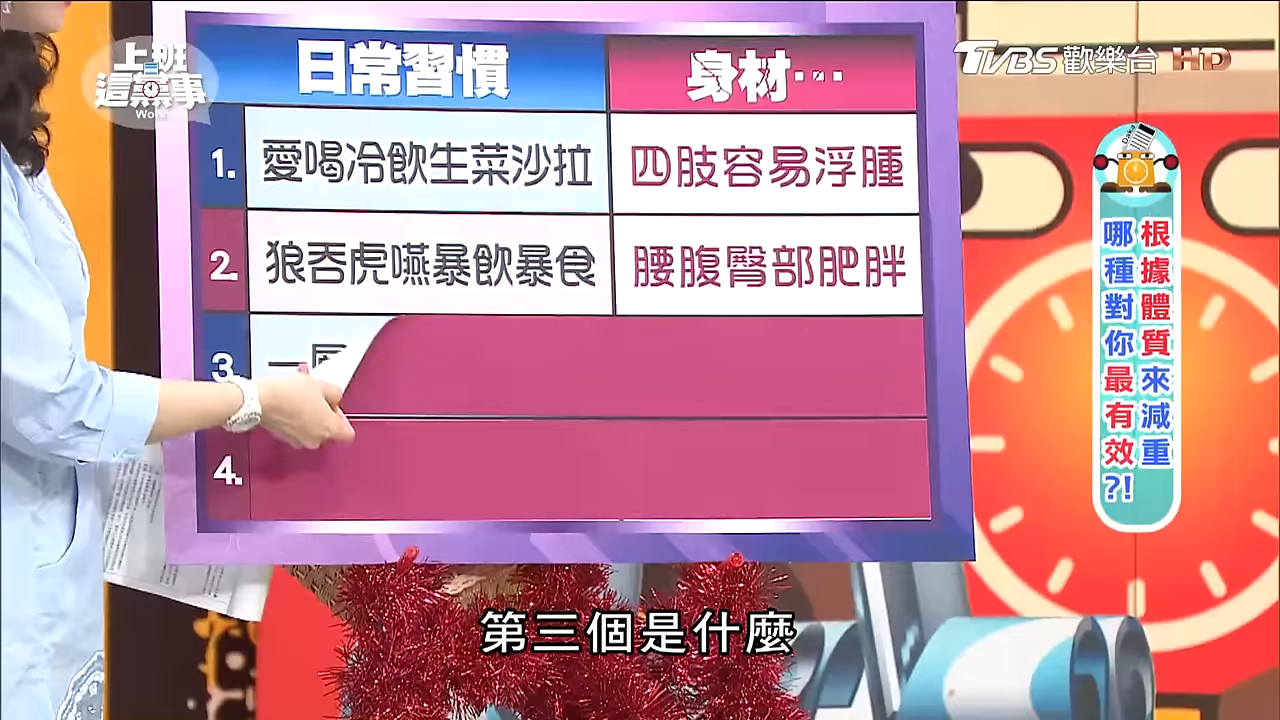 上班
這黨事
Work
TVBS歡樂台 HD
日常習慣 身材…
1. 愛喝冷飲生菜沙拉 四肢容易浮腫
2. 狼吞虎嚥暴飲暴食 腰腹臀部肥胖
3. 一
4.
根據體質來減重
哪種對你最有效?!
第三個是什麼